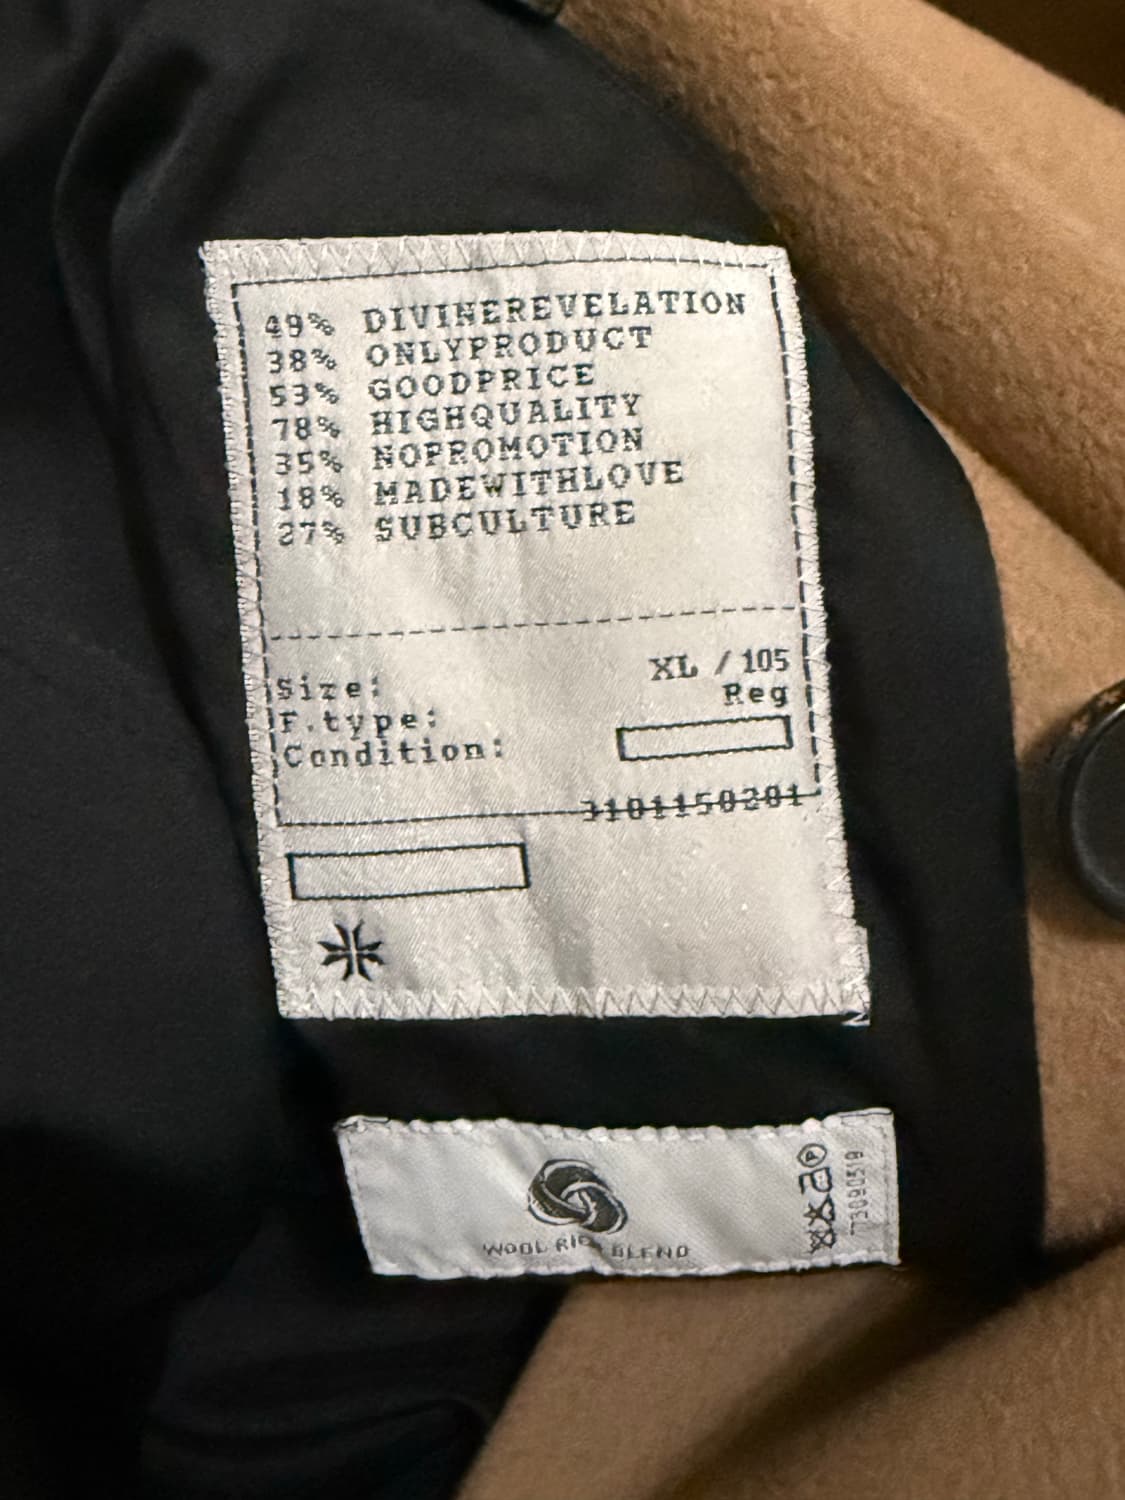 49% DIVINEREVELATION
38% ONLYPRODUCT
53% GOODPRICE
78% HIGHQUALITY
35% NOPROMOTION
18% MADEWITHLOVE
27% SUBCULTURE
Size: XL / 105
F.type: Reg
Condition:
3101150201
WOOL RICH BLEND
P
73090519